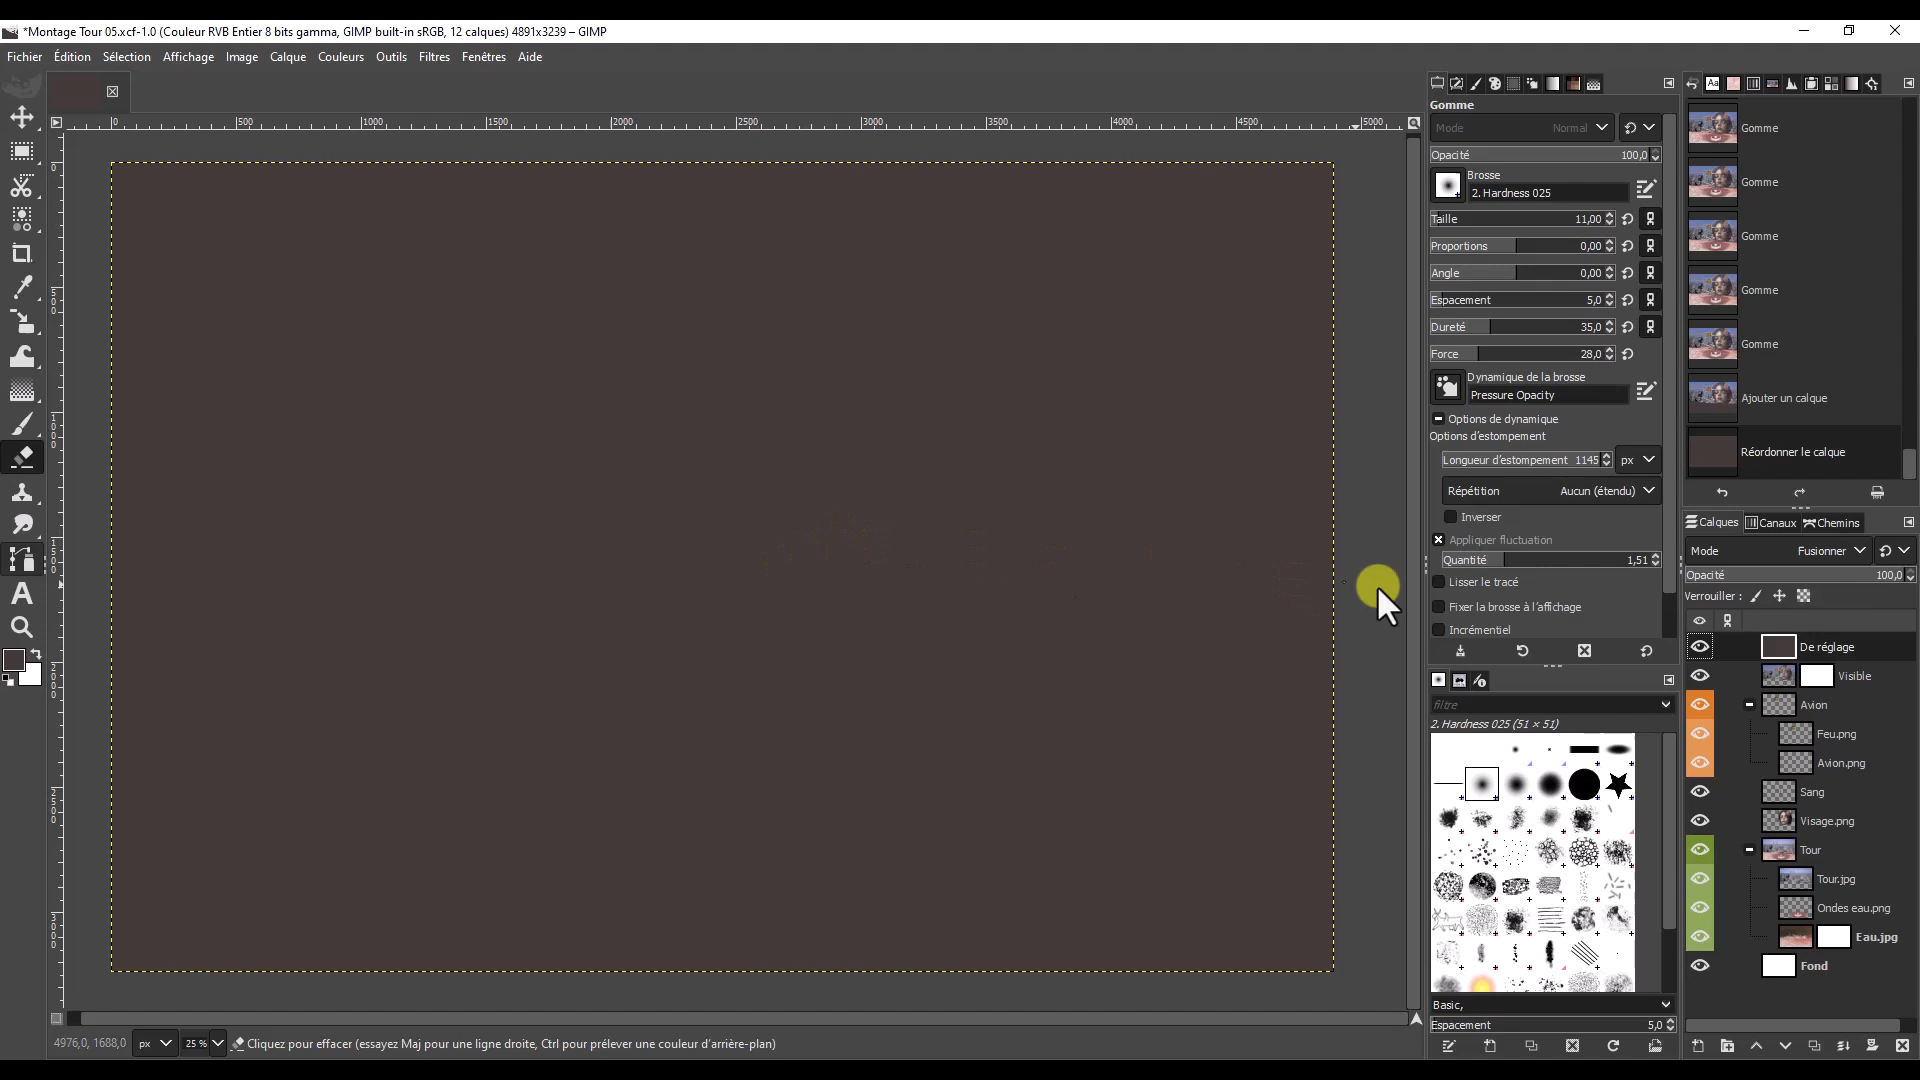 *Montage Tour 05.xcf-1.0 (Couleur RVB Entier 8 bits gamma, GIMP built-in sRGB, 12 calques) 4891x3239 – GIMP
Fichier Édition Sélection Affichage Image Calque Couleurs Outils Filtres Fenêtres Aide
0 500 1000 1500 2000 2500 3000 3500 4000 4500 5000
0
500
1000
1500
2000
2500
3000
Gomme
Mode Normal
Opacité 100,0
Brosse
2. Hardness 025
Taille 11,00
Proportions 0,00
Angle 0,00
Espacement 5,0
Dureté 35,0
Force 28,0
Dynamique de la brosse
Pressure Opacity
Options de dynamique
Options d'estompement
Longueur d'estompement 1145 px
Répétition Aucun (étendu)
Inverser
Appliquer fluctuation
Quantité 1,51
Lisser le tracé
Fixer la brosse à l'affichage
Incrémentiel
filtre
2. Hardness 025 (51 × 51)
Basic,
Espacement 5,0
Gomme
Gomme
Gomme
Gomme
Gomme
Ajouter un calque
Réordonner le calque
Calques Canaux Chemins
Mode Fusionner
Opacité 100,0
Verrouiller :
De réglage
Visible
Avion
Feu.png
Avion.png
Sang
Visage.png
Tour
Tour.jpg
Ondes eau.png
Eau.jpg
Fond
4976,0, 1688,0 px 25 % Cliquez pour effacer (essayez Maj pour une ligne droite, Ctrl pour prélever une couleur d'arrière-plan)